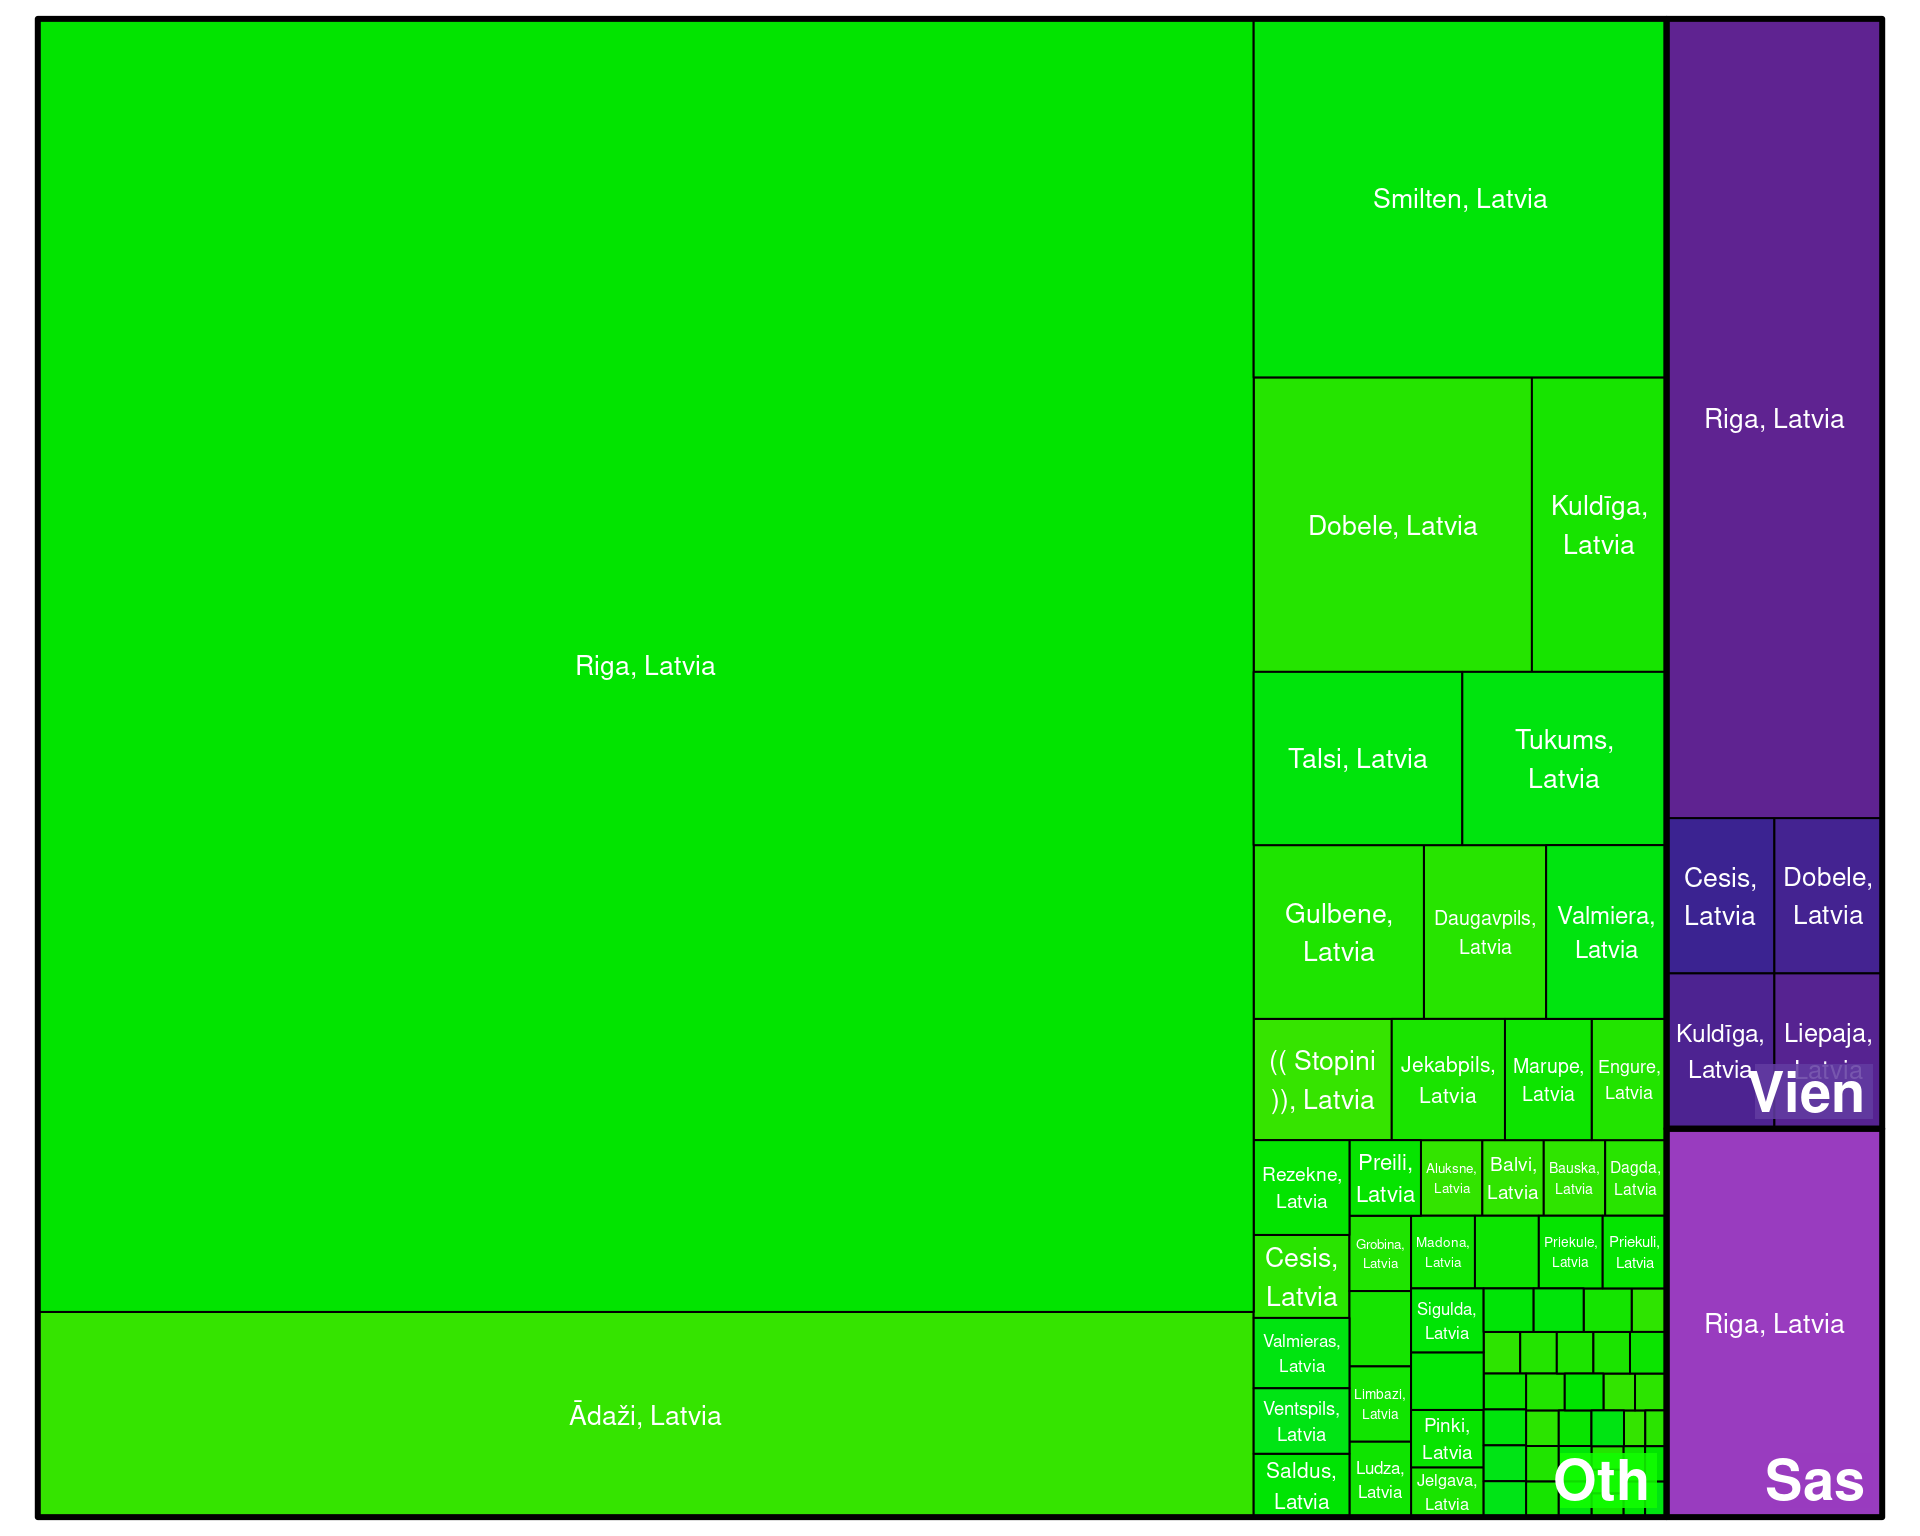 Riga, Latvia
Ādaži, Latvia
Smilten, Latvia
Dobele, Latvia
Kuldīga,
Latvia
Talsi, Latvia
Tukums,
Latvia
Gulbene,
Latvia
Daugavpils,
Latvia
Valmiera,
Latvia
(( Stopini
)), Latvia
Jekabpils,
Latvia
Marupe,
Latvia
Engure,
Latvia
Rezekne,
Latvia
Preili,
Latvia
Aluksne,
Latvia
Balvi,
Latvia
Bauska,
Latvia
Dagda,
Latvia
Cesis,
Latvia
Grobina,
Latvia
Madona,
Latvia
Priekule,
Latvia
Priekuli,
Latvia
Valmieras,
Latvia
Sigulda,
Latvia
Ventspils,
Latvia
Limbazi,
Latvia
Pinki,
Latvia
Saldus,
Latvia
Ludza,
Latvia
Jelgava,
Latvia
Oth
Riga, Latvia
Cesis,
Latvia
Dobele,
Latvia
Kuldīga,
Latvia
Liepaja,
Latvia
Vien
Riga, Latvia
Sas